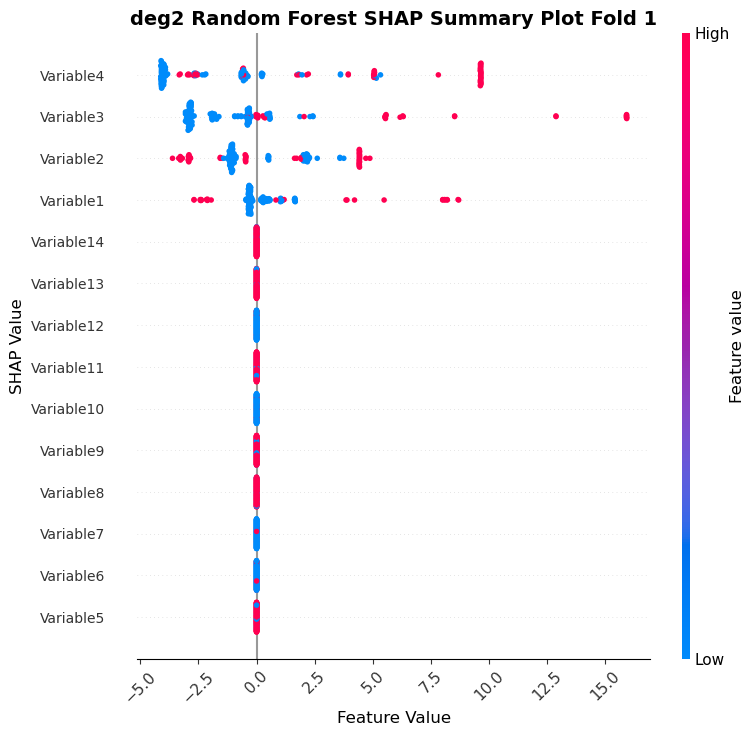 deg2 Random Forest SHAP Summary Plot Fold 1
High
Variable4
Variable3
Variable2
Variable1
Variable14
Variable13
Variable12
Variable11
Variable10
Variable9
Variable8
Variable7
Variable6
Variable5
SHAP Value
Feature value
Low
−5.0
−2.5
0.0
2.5
5.0
7.5
10.0
12.5
15.0
Feature Value